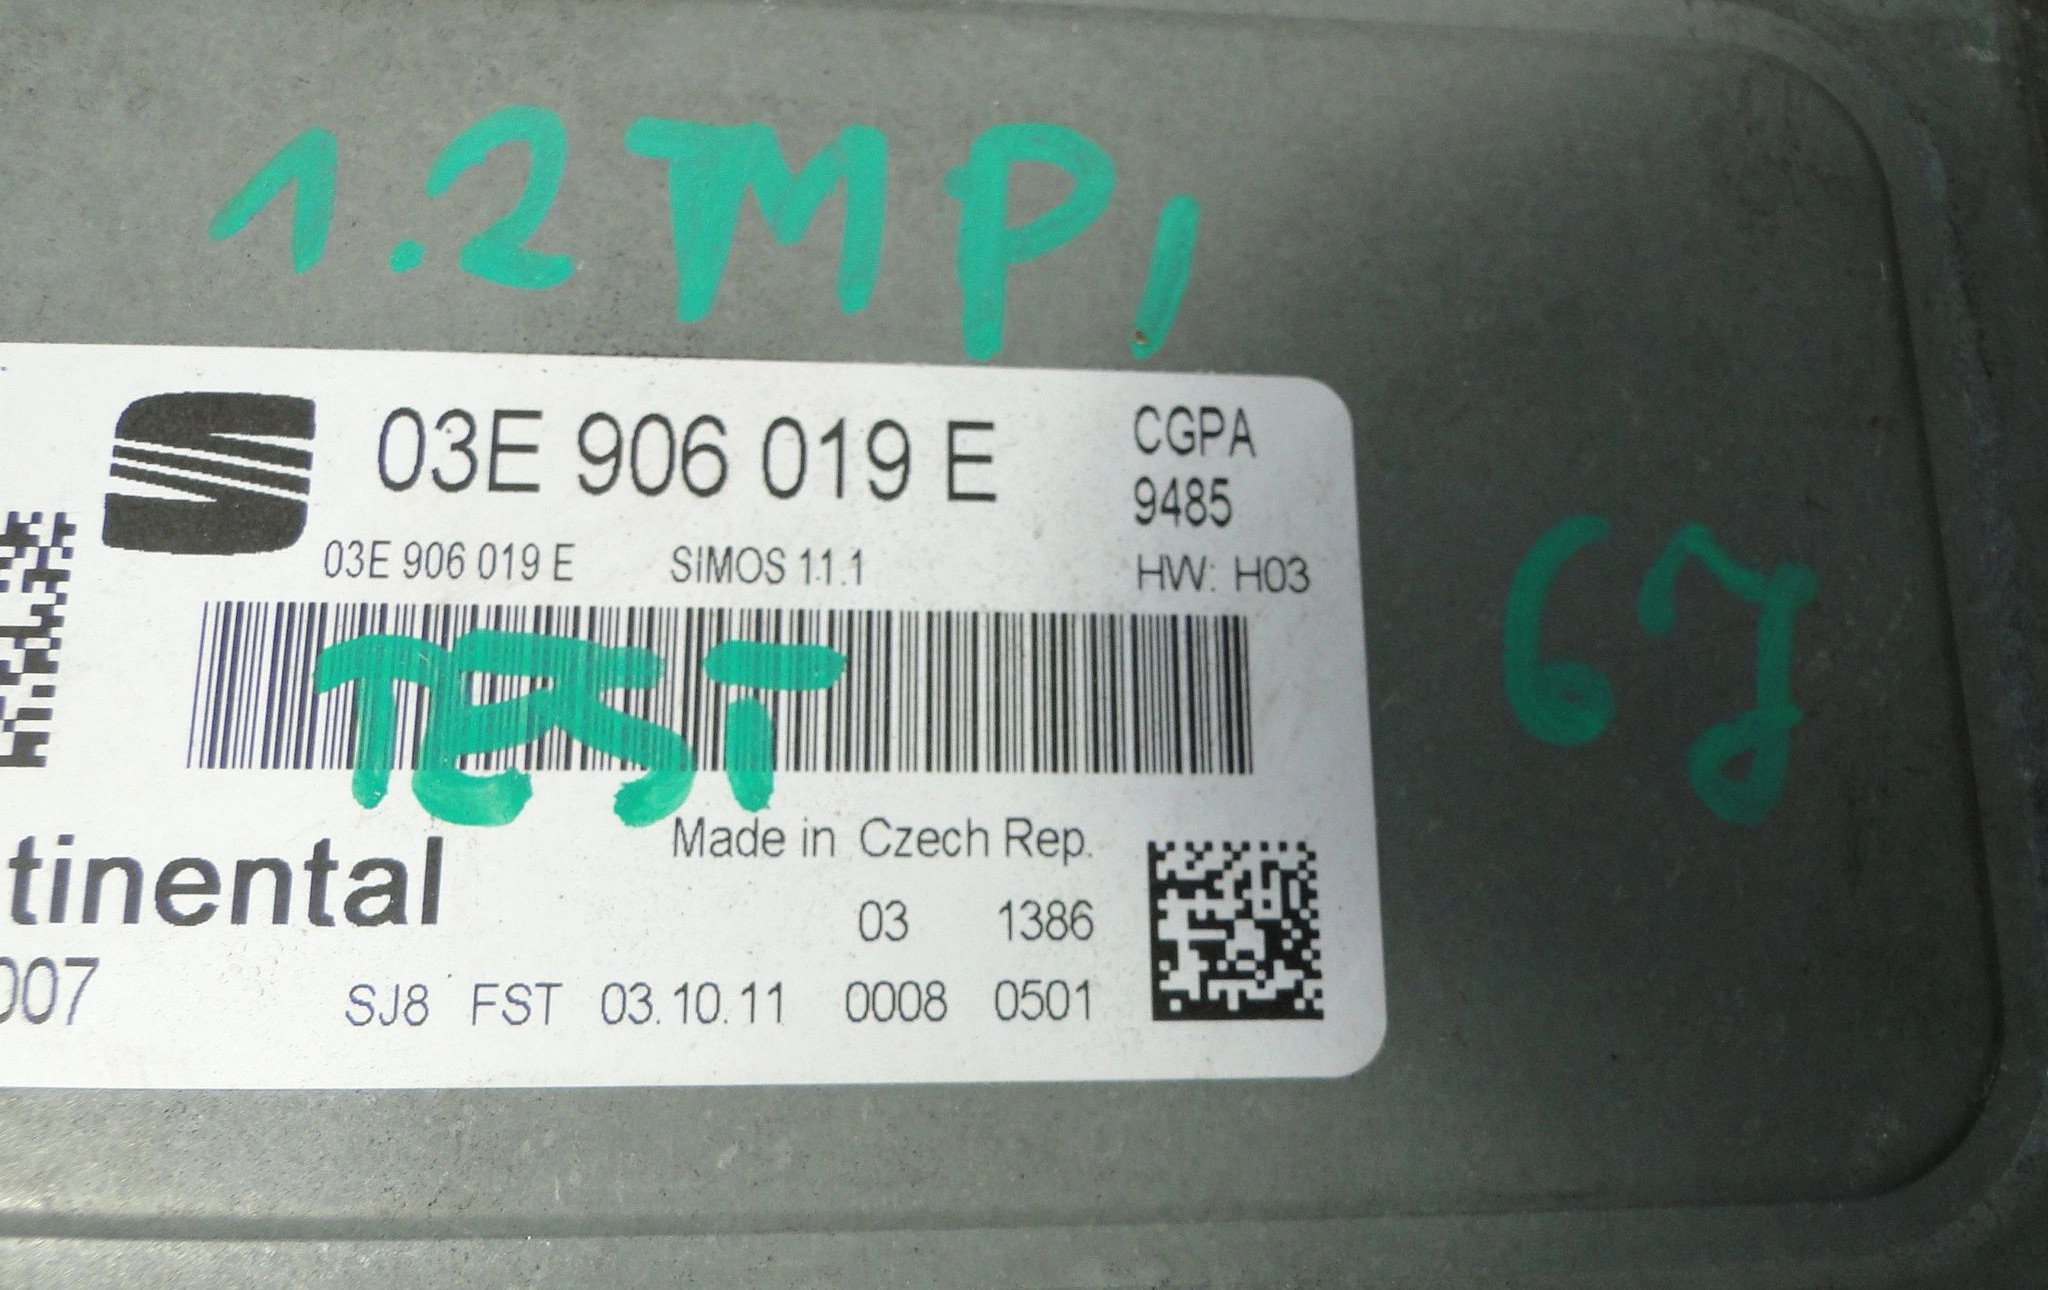 1.2 MPI
03E 906 019 E
CGPA
9485
03E 906 019 E SIMOS 11.1
HW: H03
TEST
6J
Made in Czech Rep.
tinental
03 1386
007
SJ8 FST 03.10.11 0008 0501